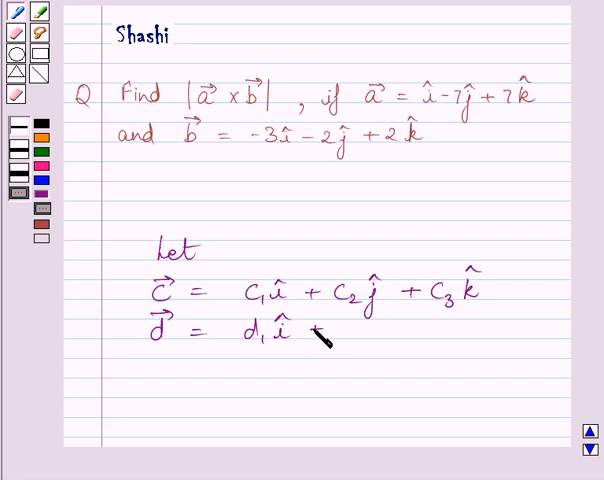 Shashi
Q Find |a⃗ × b⃗| , if a⃗ = î - 7ĵ + 7k̂
and b⃗ = -3î - 2ĵ + 2k̂
Let
c⃗ = c₁î + c₂ĵ + c₃k̂
d⃗ = d₁î +